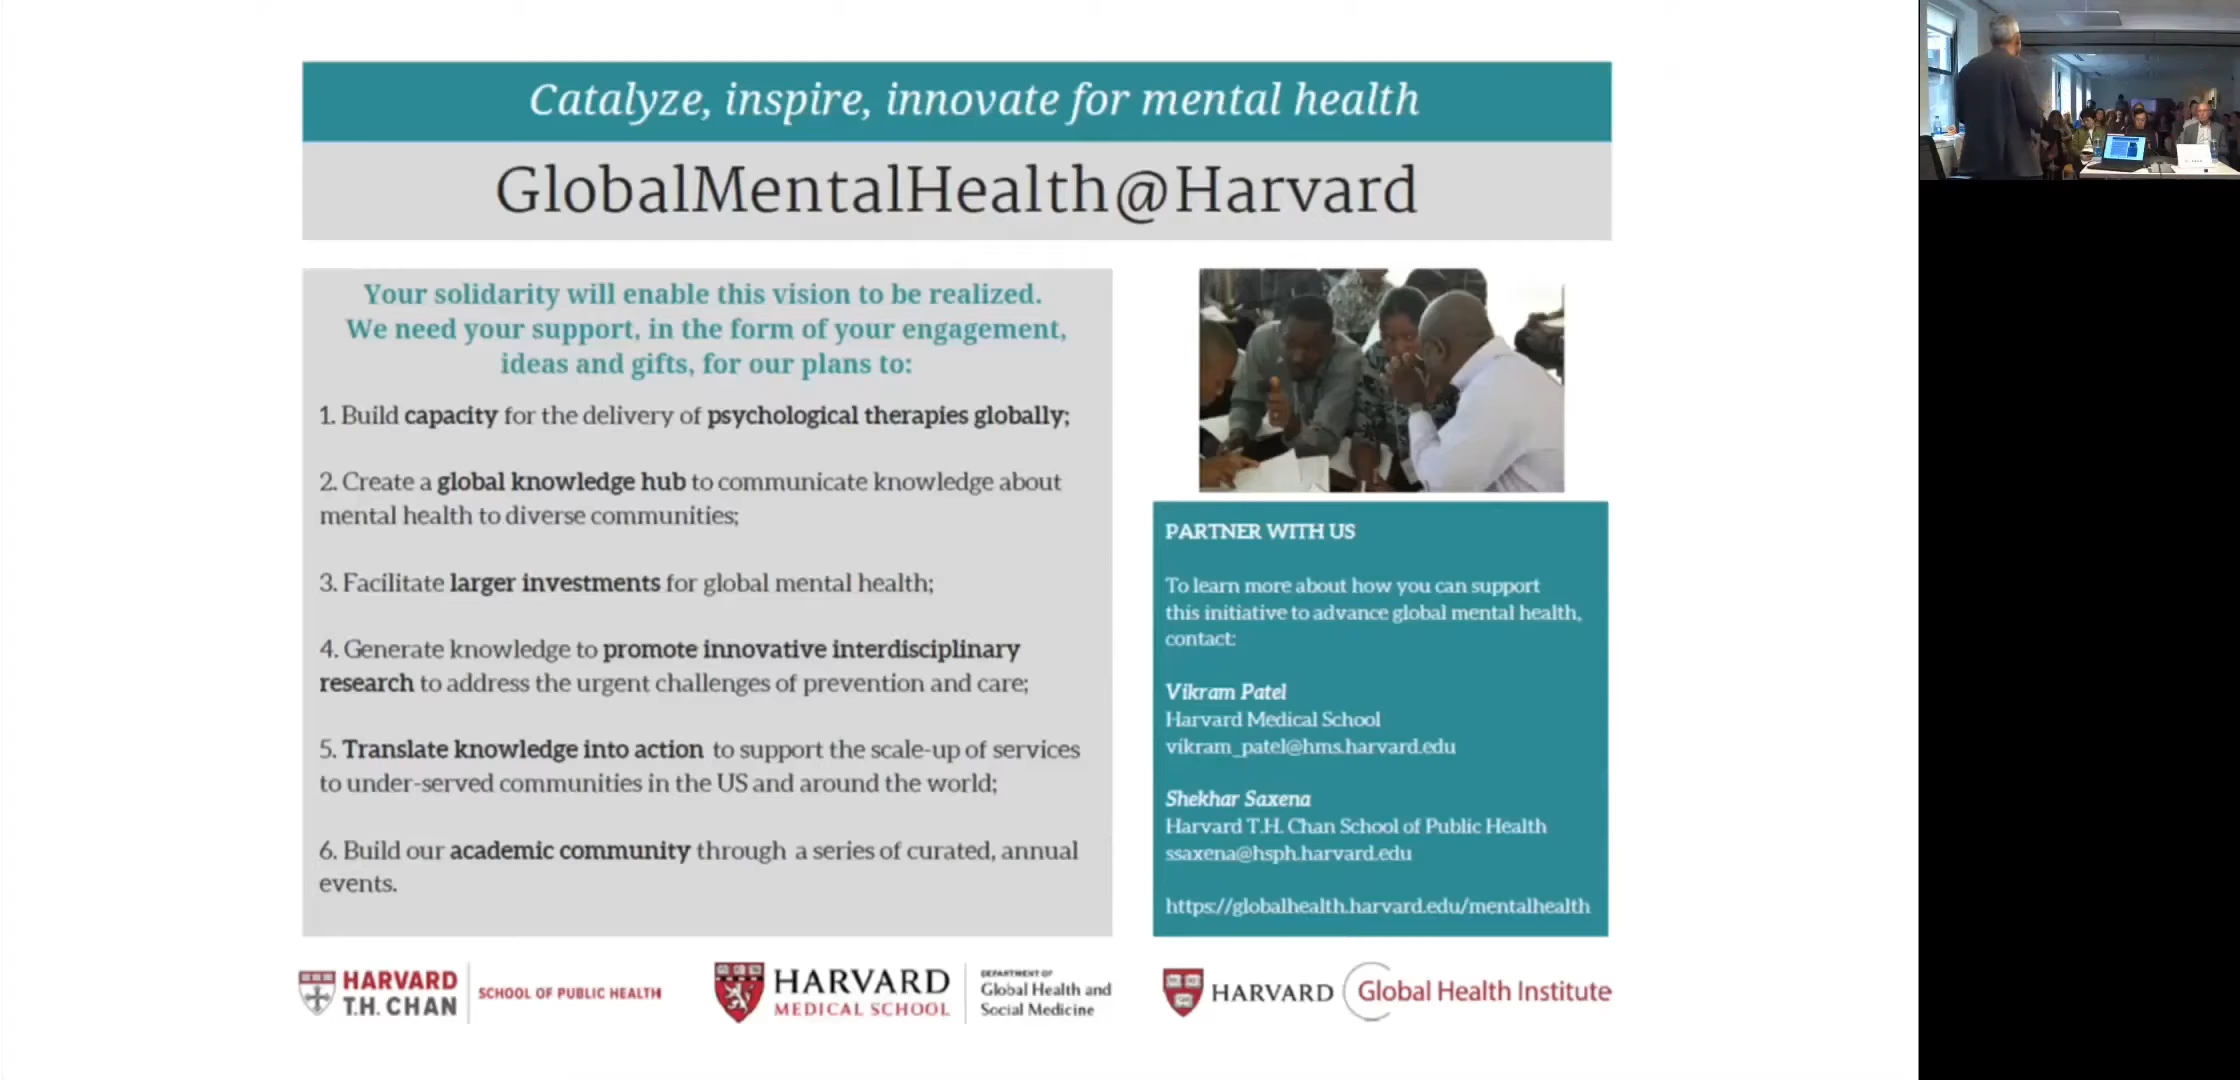 Catalyze, inspire, innovate for mental health
GlobalMentalHealth@Harvard
Your solidarity will enable this vision to be realized.
We need your support, in the form of your engagement,
ideas and gifts, for our plans to:
1. Build capacity for the delivery of psychological therapies globally;
2. Create a global knowledge hub to communicate knowledge about
mental health to diverse communities;
3. Facilitate larger investments for global mental health;
4. Generate knowledge to promote innovative interdisciplinary
research to address the urgent challenges of prevention and care;
5. Translate knowledge into action to support the scale-up of services
to under-served communities in the US and around the world;
6. Build our academic community through a series of curated, annual
events.
PARTNER WITH US
To learn more about how you can support
this initiative to advance global mental health,
contact:
Vikram Patel
Harvard Medical School
vikram_patel@hms.harvard.edu
Shekhar Saxena
Harvard T.H. Chan School of Public Health
ssaxena@hsph.harvard.edu
https://globalhealth.harvard.edu/mentalhealth
HARVARD
T.H. CHAN
SCHOOL OF PUBLIC HEALTH
HARVARD
MEDICAL SCHOOL
DEPARTMENT OF
Global Health and
Social Medicine
HARVARD
Global Health Institute